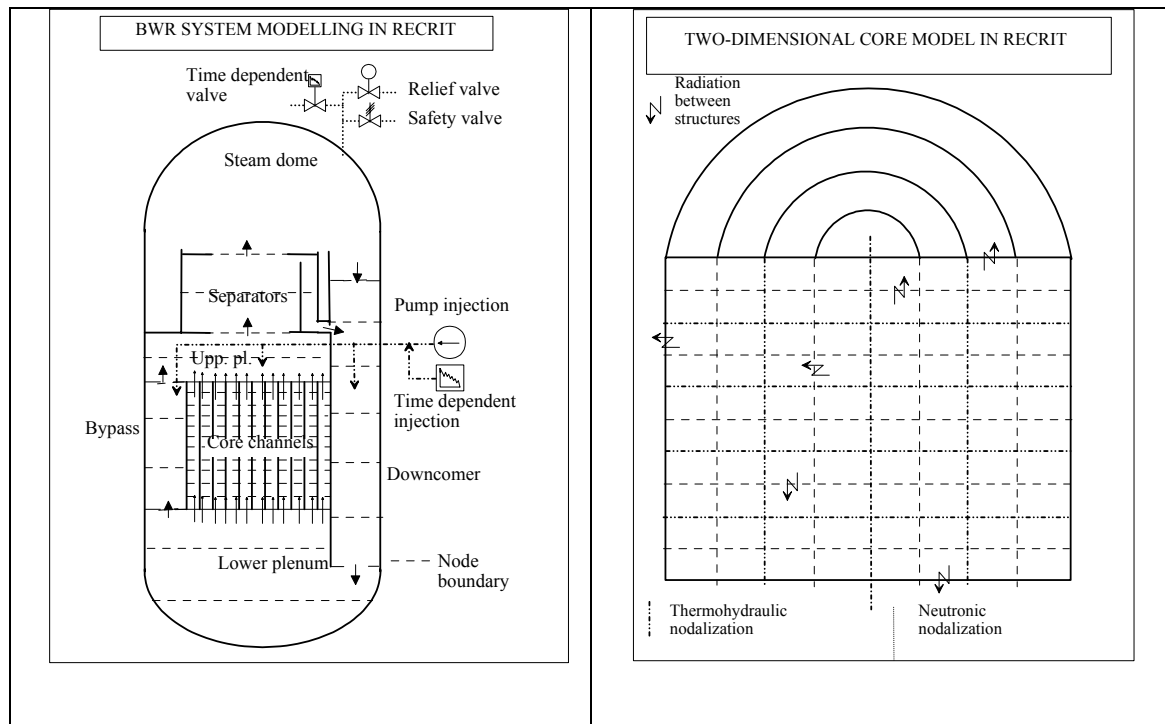 BWR SYSTEM MODELLING IN RECRIT
Time dependent
valve
Relief valve
Safety valve
Steam dome
Separators
Pump injection
Upp. pl.
Time dependent
injection
Bypass
Core channels
Downcomer
Lower plenum
Node
boundary
TWO-DIMENSIONAL CORE MODEL IN RECRIT
Radiation
between
structures
Thermohydraulic
nodalization
Neutronic
nodalization